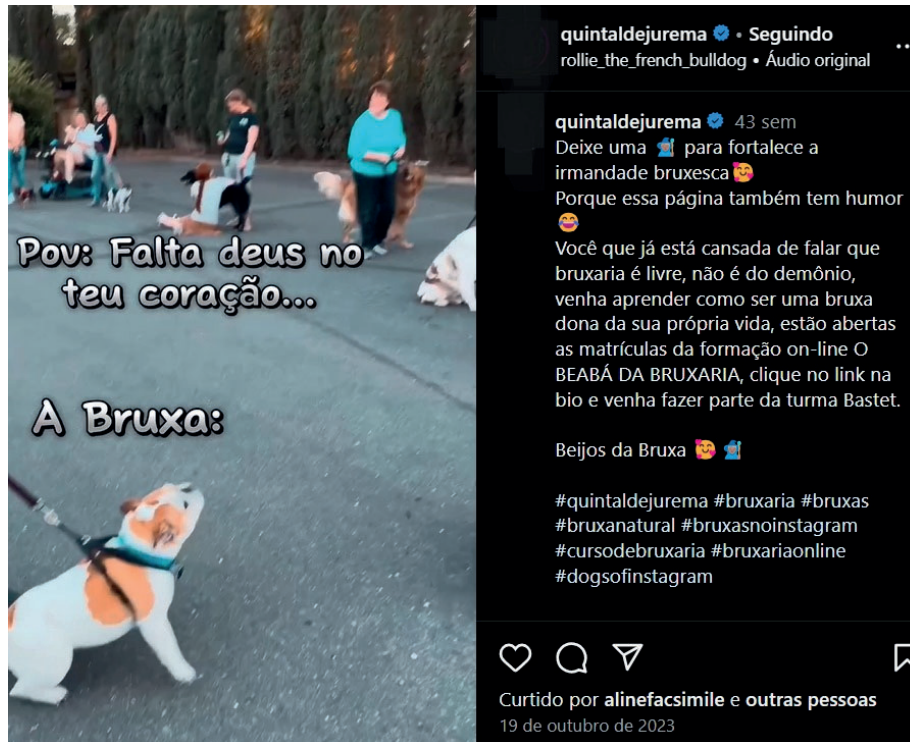 Pov: Falta deus no
teu coração...
A Bruxa:
quintaldejurema • Seguindo
rollie_the_french_bulldog • Áudio original
quintaldejurema 43 sem
Deixe uma 🧙🏽‍♀️ para fortalece a
irmandade bruxesca🥰
Porque essa página também tem humor
😂
Você que já está cansada de falar que
bruxaria é livre, não é do demônio,
venha aprender como ser uma bruxa
dona da sua própria vida, estão abertas
as matrículas da formação on-line O
BEABÁ DA BRUXARIA, clique no link na
bio e venha fazer parte da turma Bastet.
Beijos da Bruxa 🥰 🧙🏽‍♀️
#quintaldejurema #bruxaria #bruxas
#bruxanatural #bruxasnoinstagram
#cursodebruxaria #bruxariaonline
#dogsofinstagram
Curtido por alinefacsimile e outras pessoas
19 de outubro de 2023